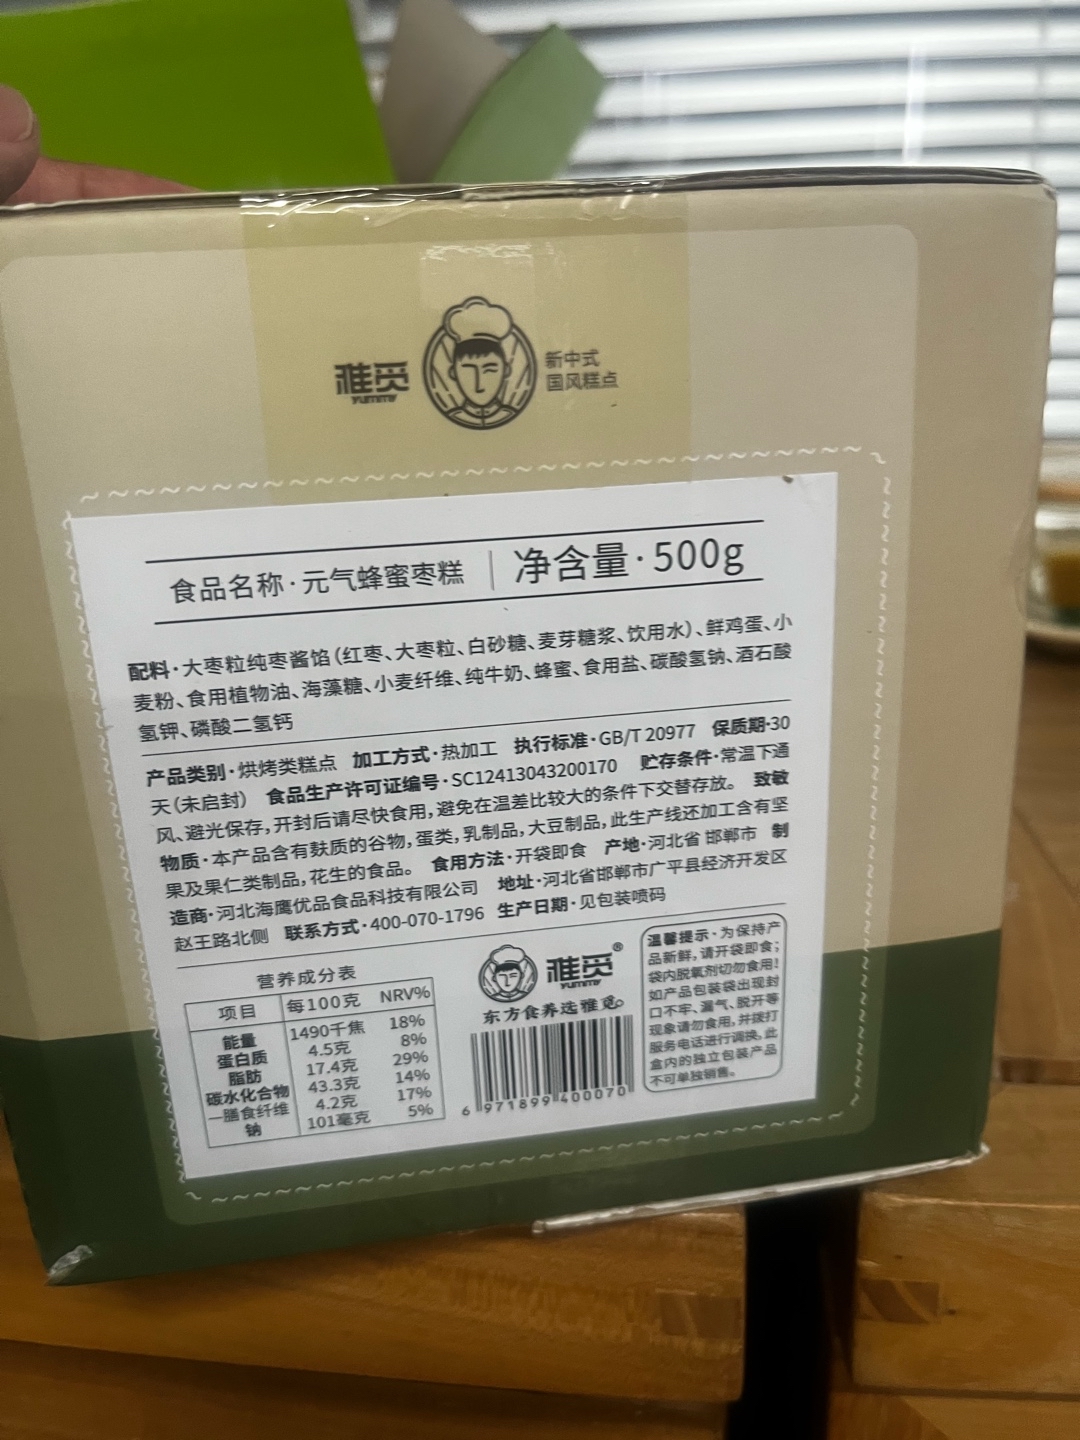 雅觅
yummy
新中式
国风糕点
食品名称·元气蜂蜜枣糕
净含量·500g
配料·大枣粒纯枣酱馅(红枣、大枣粒、白砂糖、麦芽糖浆、饮用水)、鲜鸡蛋、小
麦粉、食用植物油、海藻糖、小麦纤维、纯牛奶、蜂蜜、食用盐、碳酸氢钠、酒石酸
氢钾、磷酸二氢钙
产品类别·烘烤类糕点 加工方式·热加工 执行标准·GB/T 20977 保质期·30
天(未启封) 食品生产许可证编号·SC12413043200170 贮存条件·常温下通
风、避光保存,开封后请尽快食用,避免在温差比较大的条件下交替存放。 致敏
物质·本产品含有麸质的谷物,蛋类,乳制品,大豆制品,此生产线还加工含有坚
果及果仁类制品,花生的食品。 食用方法·开袋即食 产地·河北省 邯郸市 制
造商·河北海鹰优品食品科技有限公司 地址·河北省邯郸市广平县经济开发区
赵王路北侧 联系方式·400-070-1796 生产日期·见包装喷码
营养成分表
项目 每100克 NRV%
能量 1490千焦 18%
蛋白质 4.5克 8%
脂肪 17.4克 29%
碳水化合物 43.3克 14%
—膳食纤维 4.2克 17%
钠 101毫克 5%
雅觅®
yummy
东方食养选雅觅。
6 971899 400070
温馨提示·为保持产
品新鲜,请开袋即食;
袋内脱氧剂切勿食用!
如产品包装袋出现封
口不牢、漏气、脱开等
现象请勿食用,并拨打
服务电话进行调换,此
盒内的独立包装产品
不可单独销售。